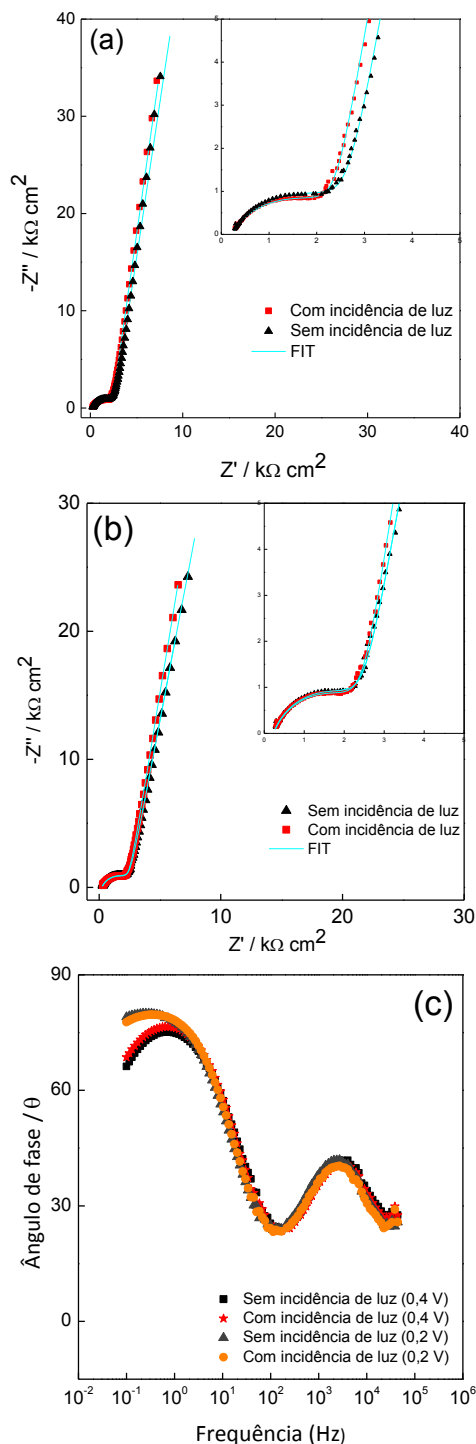 (a)
40
30
20
10
0
-Z" / kΩ cm²
0 10 20 30 40
Z' / kΩ cm²
5
4
3
2
1
0
0 1 2 3 4 5
Com incidência de luz
Sem incidência de luz
FIT
(b)
30
20
10
0
-Z" / kΩ cm²
0 10 20 30
Z' / kΩ cm²
5
4
3
2
1
0
0 1 2 3 4 5
Sem incidência de luz
Com incidência de luz
FIT
(c)
90
60
30
0
Ângulo de fase / θ
Sem incidência de luz (0,4 V)
Com incidência de luz (0,4 V)
Sem incidência de luz (0,2 V)
Com incidência de luz (0,2 V)
10⁻² 10⁻¹ 10⁰ 10¹ 10² 10³ 10⁴ 10⁵ 10⁶
Frequência (Hz)